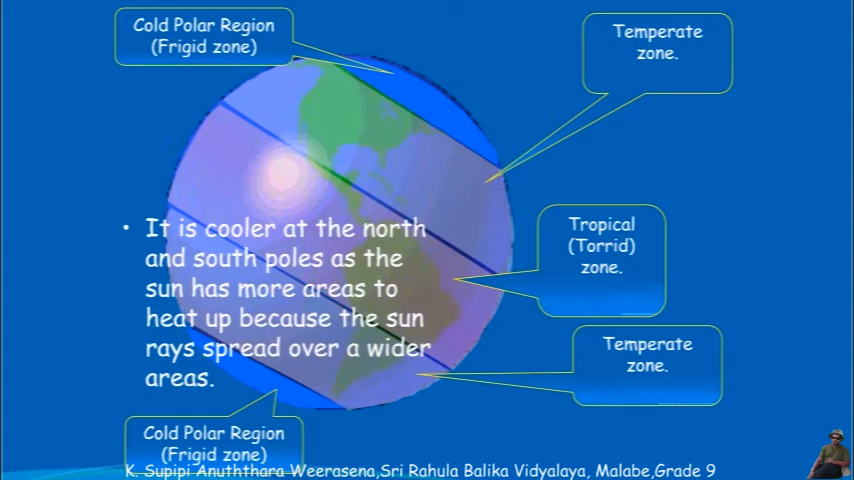 Cold Polar Region
(Frigid zone)
Temperate
zone.
• It is cooler at the north
and south poles as the
sun has more areas to
heat up because the sun
rays spread over a wider
areas.
Tropical
(Torrid)
zone.
Temperate
zone.
Cold Polar Region
(Frigid zone)
K. Supipi Anuththara Weerasena,Sri Rahula Balika Vidyalaya, Malabe,Grade 9